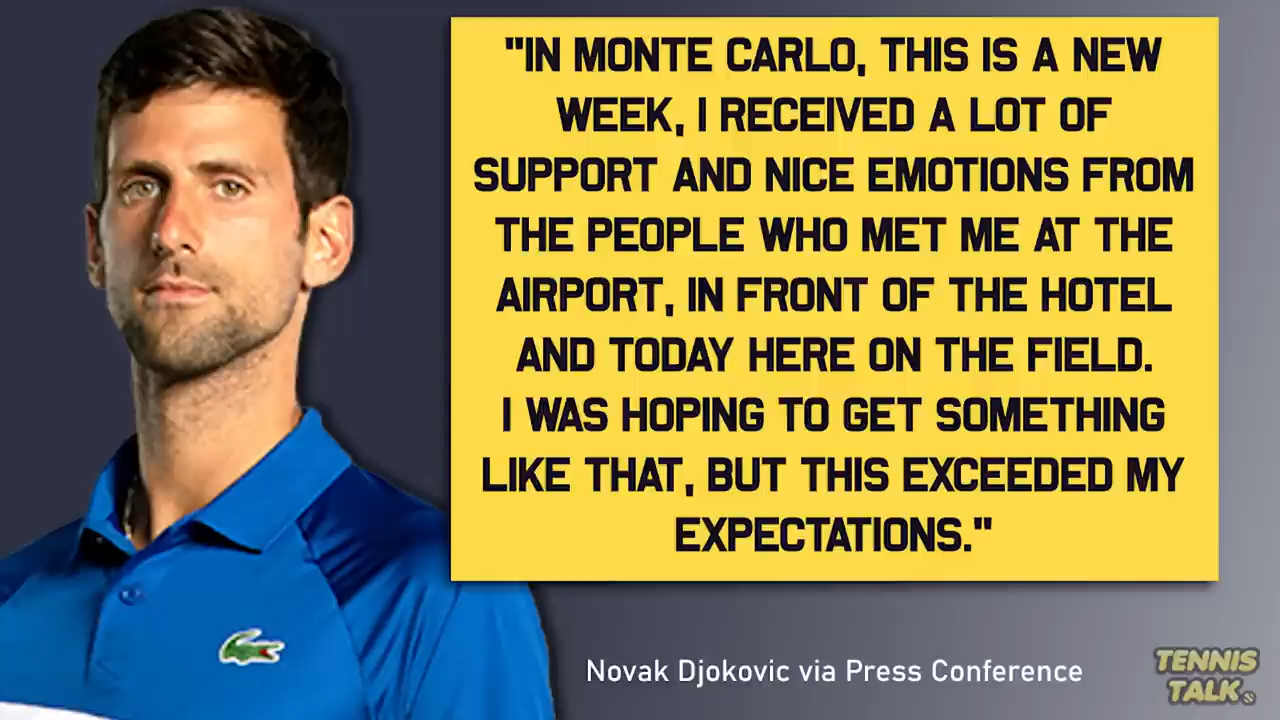 "IN MONTE CARLO, THIS IS A NEW
WEEK, I RECEIVED A LOT OF
SUPPORT AND NICE EMOTIONS FROM
THE PEOPLE WHO MET ME AT THE
AIRPORT, IN FRONT OF THE HOTEL
AND TODAY HERE ON THE FIELD.
I WAS HOPING TO GET SOMETHING
LIKE THAT, BUT THIS EXCEEDED MY
EXPECTATIONS."
Novak Djokovic via Press Conference
TENNIS
TALK